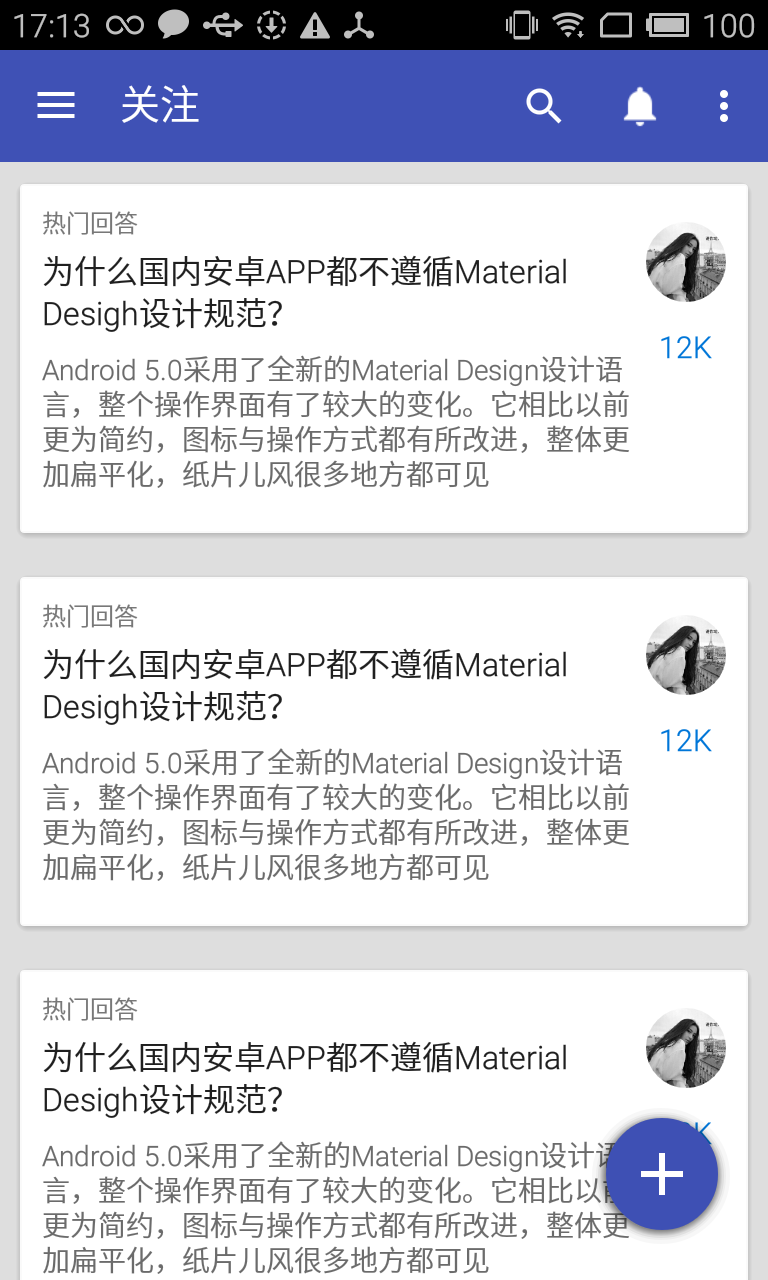 17:13 100
关注
热门回答
为什么国内安卓APP都不遵循Material
Desigh设计规范?
12K
Android 5.0采用了全新的Material Design设计语
言，整个操作界面有了较大的变化。它相比以前
更为简约，图标与操作方式都有所改进，整体更
加扁平化，纸片儿风很多地方都可见
热门回答
为什么国内安卓APP都不遵循Material
Desigh设计规范?
12K
Android 5.0采用了全新的Material Design设计语
言，整个操作界面有了较大的变化。它相比以前
更为简约，图标与操作方式都有所改进，整体更
加扁平化，纸片儿风很多地方都可见
热门回答
为什么国内安卓APP都不遵循Material
Desigh设计规范?
K
Android 5.0采用了全新的Material Design设计语
言，整个操作界面有了较大的变化。它相比以前
更为简约，图标与操作方式都有所改进，整体更
加扁平化，纸片儿风很多地方都可见